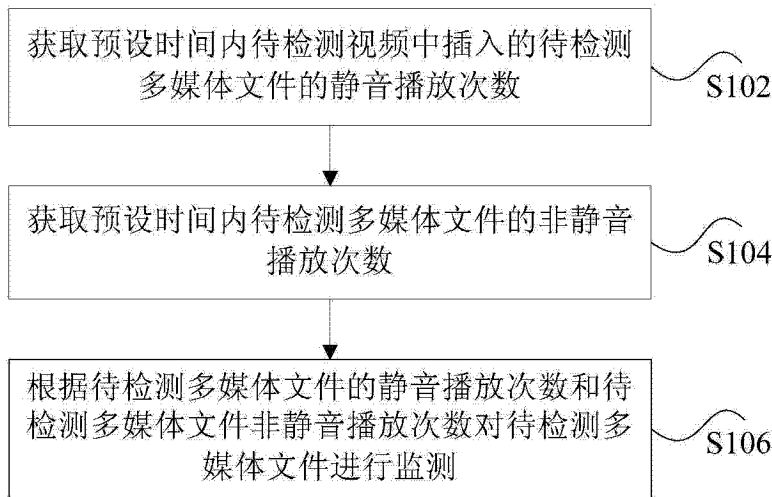 获取预设时间内待检测视频中插入的待检测
多媒体文件的静音播放次数
S102
获取预设时间内待检测多媒体文件的非静音
播放次数
S104
根据待检测多媒体文件的静音播放次数和待
检测多媒体文件非静音播放次数对待检测多
媒体文件进行监测
S106